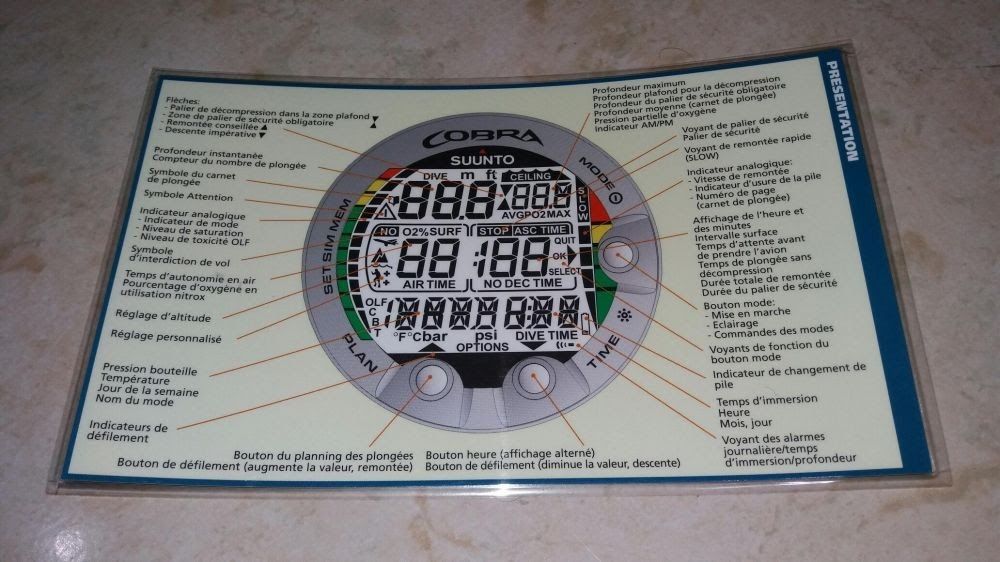 PRESENTATION
Flèches:
- Palier de décompression dans la zone plafond
- Zone de palier de sécurité obligatoire
- Remontée conseillée
- Descente impérative
Profondeur instantanée
Compteur du nombre de plongée
Symbole du carnet
de plongée
Symbole Attention
Indicateur analogique
- Indicateur de mode
- Niveau de saturation
- Niveau de toxicité OLF
Symbole
d'interdiction de vol
Temps d'autonomie en air
Pourcentage d'oxygène en
utilisation nitrox
Réglage d'altitude
Réglage personnalisé
Pression bouteille
Température
Jour de la semaine
Nom du mode
Indicateurs de
défilement
Bouton du planning des plongées
Bouton de défilement (augmente la valeur, remontée)
COBRA
SUUNTO
MODE
SET SIM MEM
PLAN
TIME
DIVE m ft CEILING
88.8 88.8
AVGPO2MAX
SLOW
NO O2%SURF STOP ASC TIME
QUIT
88 188
OK
SELECT
AIR TIME NO DEC TIME
OLF
C
B
T
°F°Cbar psi DIVE TIME
OPTIONS
Bouton heure (affichage alterné)
Bouton de défilement (diminue la valeur, descente)
Profondeur maximum
Profondeur plafond pour la décompression
Profondeur du palier de sécurité obligatoire
Profondeur moyenne (carnet de plongée)
Pression partielle d'oxygène
Indicateur AM/PM
Voyant de palier de sécurité
Palier de sécurité
Voyant de remontée rapide
(SLOW)
Indicateur analogique:
- Vitesse de remontée
- Indicateur d'usure de la pile
- Numéro de page
(carnet de plongée)
Affichage de l'heure et
des minutes
Intervalle surface
Temps d'attente avant
de prendre l'avion
Temps de plongée sans
décompression
Durée totale de remontée
Durée du palier de sécurité
Bouton mode:
- Mise en marche
- Eclairage
- Commandes des modes
Voyants de fonction du
bouton mode
Indicateur de changement de
pile
Temps d'immersion
Heure
Mois, jour
Voyant des alarmes
journalière/temps
d'immersion/profondeur